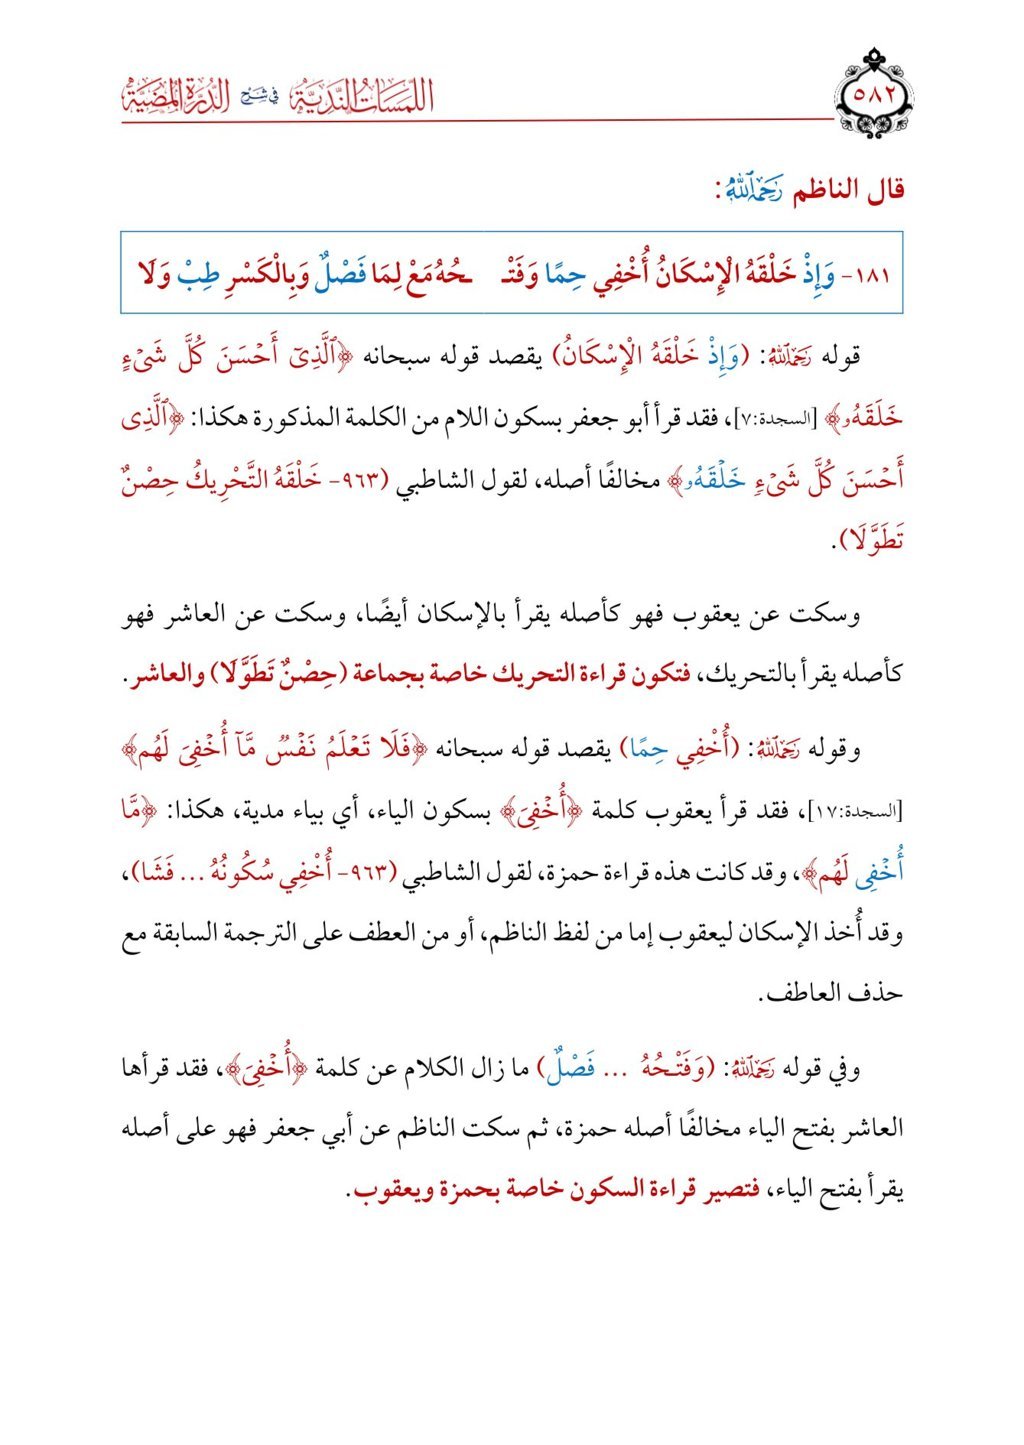 اللمسات الندية في شرح الدرة المضية
٥٨٢
قال الناظم رَحِمَهُ ٱللَّهُ:
١٨١- وَإِذْ خَلْقَهُ الْإِسْكَانُ أُخْفِي حِمًا وَفَتْـ ـحُهُ مَعْ لِمَا فَصْلٌ وَبِالْكَسْرِ طِبْ وَلَا
قوله رَحِمَهُ ٱللَّهُ: (وَإِذْ خَلْقَهُ الْإِسْكَانُ) يقصد قوله سبحانه ﴿ٱلَّذِيٓ أَحۡسَنَ كُلَّ شَيۡءٍ
خَلَقَهُۥ﴾ [السجدة:٧]، فقد قرأ أبو جعفر بسكون اللام من الكلمة المذكورة هكذا: ﴿ٱلَّذِى
أَحۡسَنَ كُلَّ شَىۡءٍ خَلۡقَهُۥ﴾ مخالفًا أصله، لقول الشاطبي (٩٦٣- خَلْقَهُ التَّحْرِيكُ حِصْنٌ
تَطَوَّلَا).
وسكت عن يعقوب فهو كأصله يقرأ بالإسكان أيضًا، وسكت عن العاشر فهو
كأصله يقرأ بالتحريك، فتكون قراءة التحريك خاصة بجماعة (حِصْنٌ تَطَوَّلَا) والعاشر.
وقوله رَحِمَهُ ٱللَّهُ: (أُخْفِي حِمًا) يقصد قوله سبحانه ﴿فَلَا تَعۡلَمُ نَفۡسٞ مَّآ أُخۡفِيَ لَهُم﴾
[السجدة:١٧]، فقد قرأ يعقوب كلمة ﴿أُخۡفِيَ﴾ بسكون الياء، أي بياء مدية، هكذا: ﴿مَّآ
أُخۡفِى لَهُم﴾، وقد كانت هذه قراءة حمزة، لقول الشاطبي (٩٦٣- أُخْفِي سُكُونُهُ ... فَشَا)،
وقد أُخذ الإسكان ليعقوب إما من لفظ الناظم، أو من العطف على الترجمة السابقة مع
حذف العاطف.
وفي قوله رَحِمَهُ ٱللَّهُ: (وَفَتْحُهُ ... فَصْلٌ) ما زال الكلام عن كلمة ﴿أُخۡفِيَ﴾، فقد قرأها
العاشر بفتح الياء مخالفًا أصله حمزة، ثم سكت الناظم عن أبي جعفر فهو على أصله
يقرأ بفتح الياء، فتصير قراءة السكون خاصة بحمزة ويعقوب.